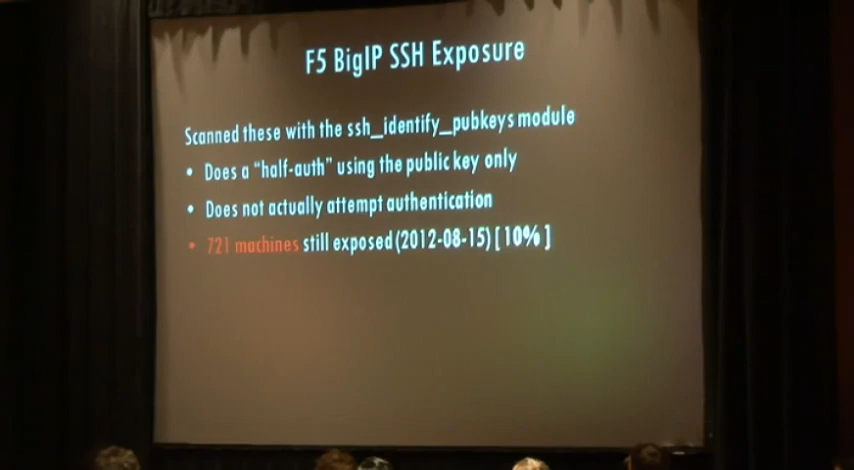 F5 BigIP SSH Exposure
Scanned these with the ssh_identify_pubkeys module
• Does a “half-auth” using the public key only
• Does not actually attempt authentication
• 721 machines still exposed (2012-08-15) [ 10% ]